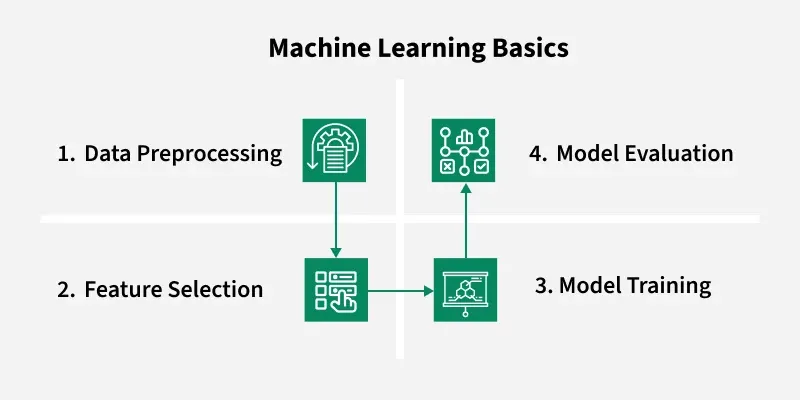 Machine Learning Basics
1. Data Preprocessing
2. Feature Selection
3. Model Training
4. Model Evaluation